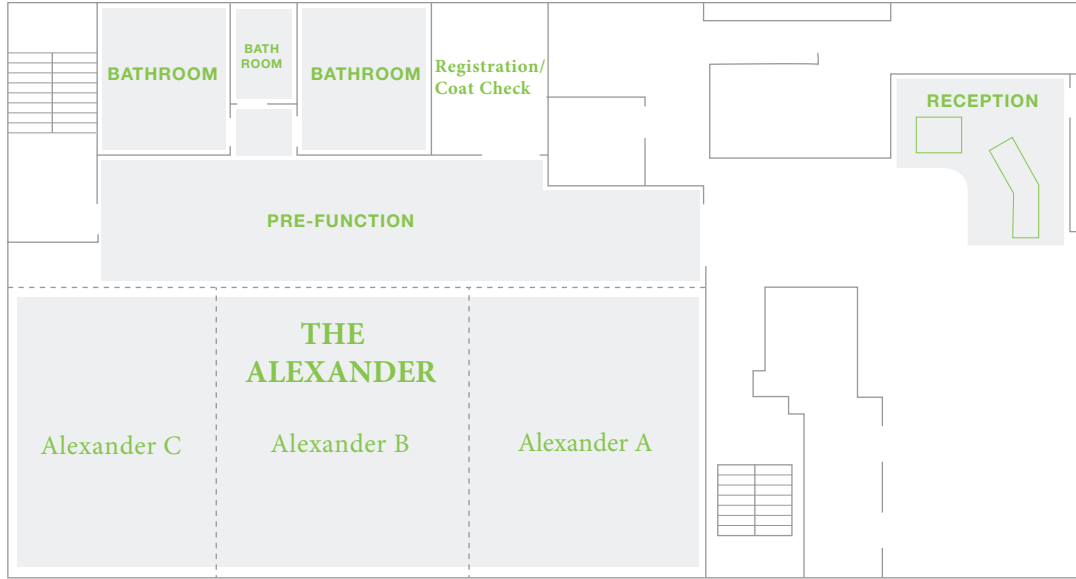 BATHROOM
BATH
ROOM
BATHROOM
Registration/
Coat Check
RECEPTION
PRE-FUNCTION
THE
ALEXANDER
Alexander C
Alexander B
Alexander A